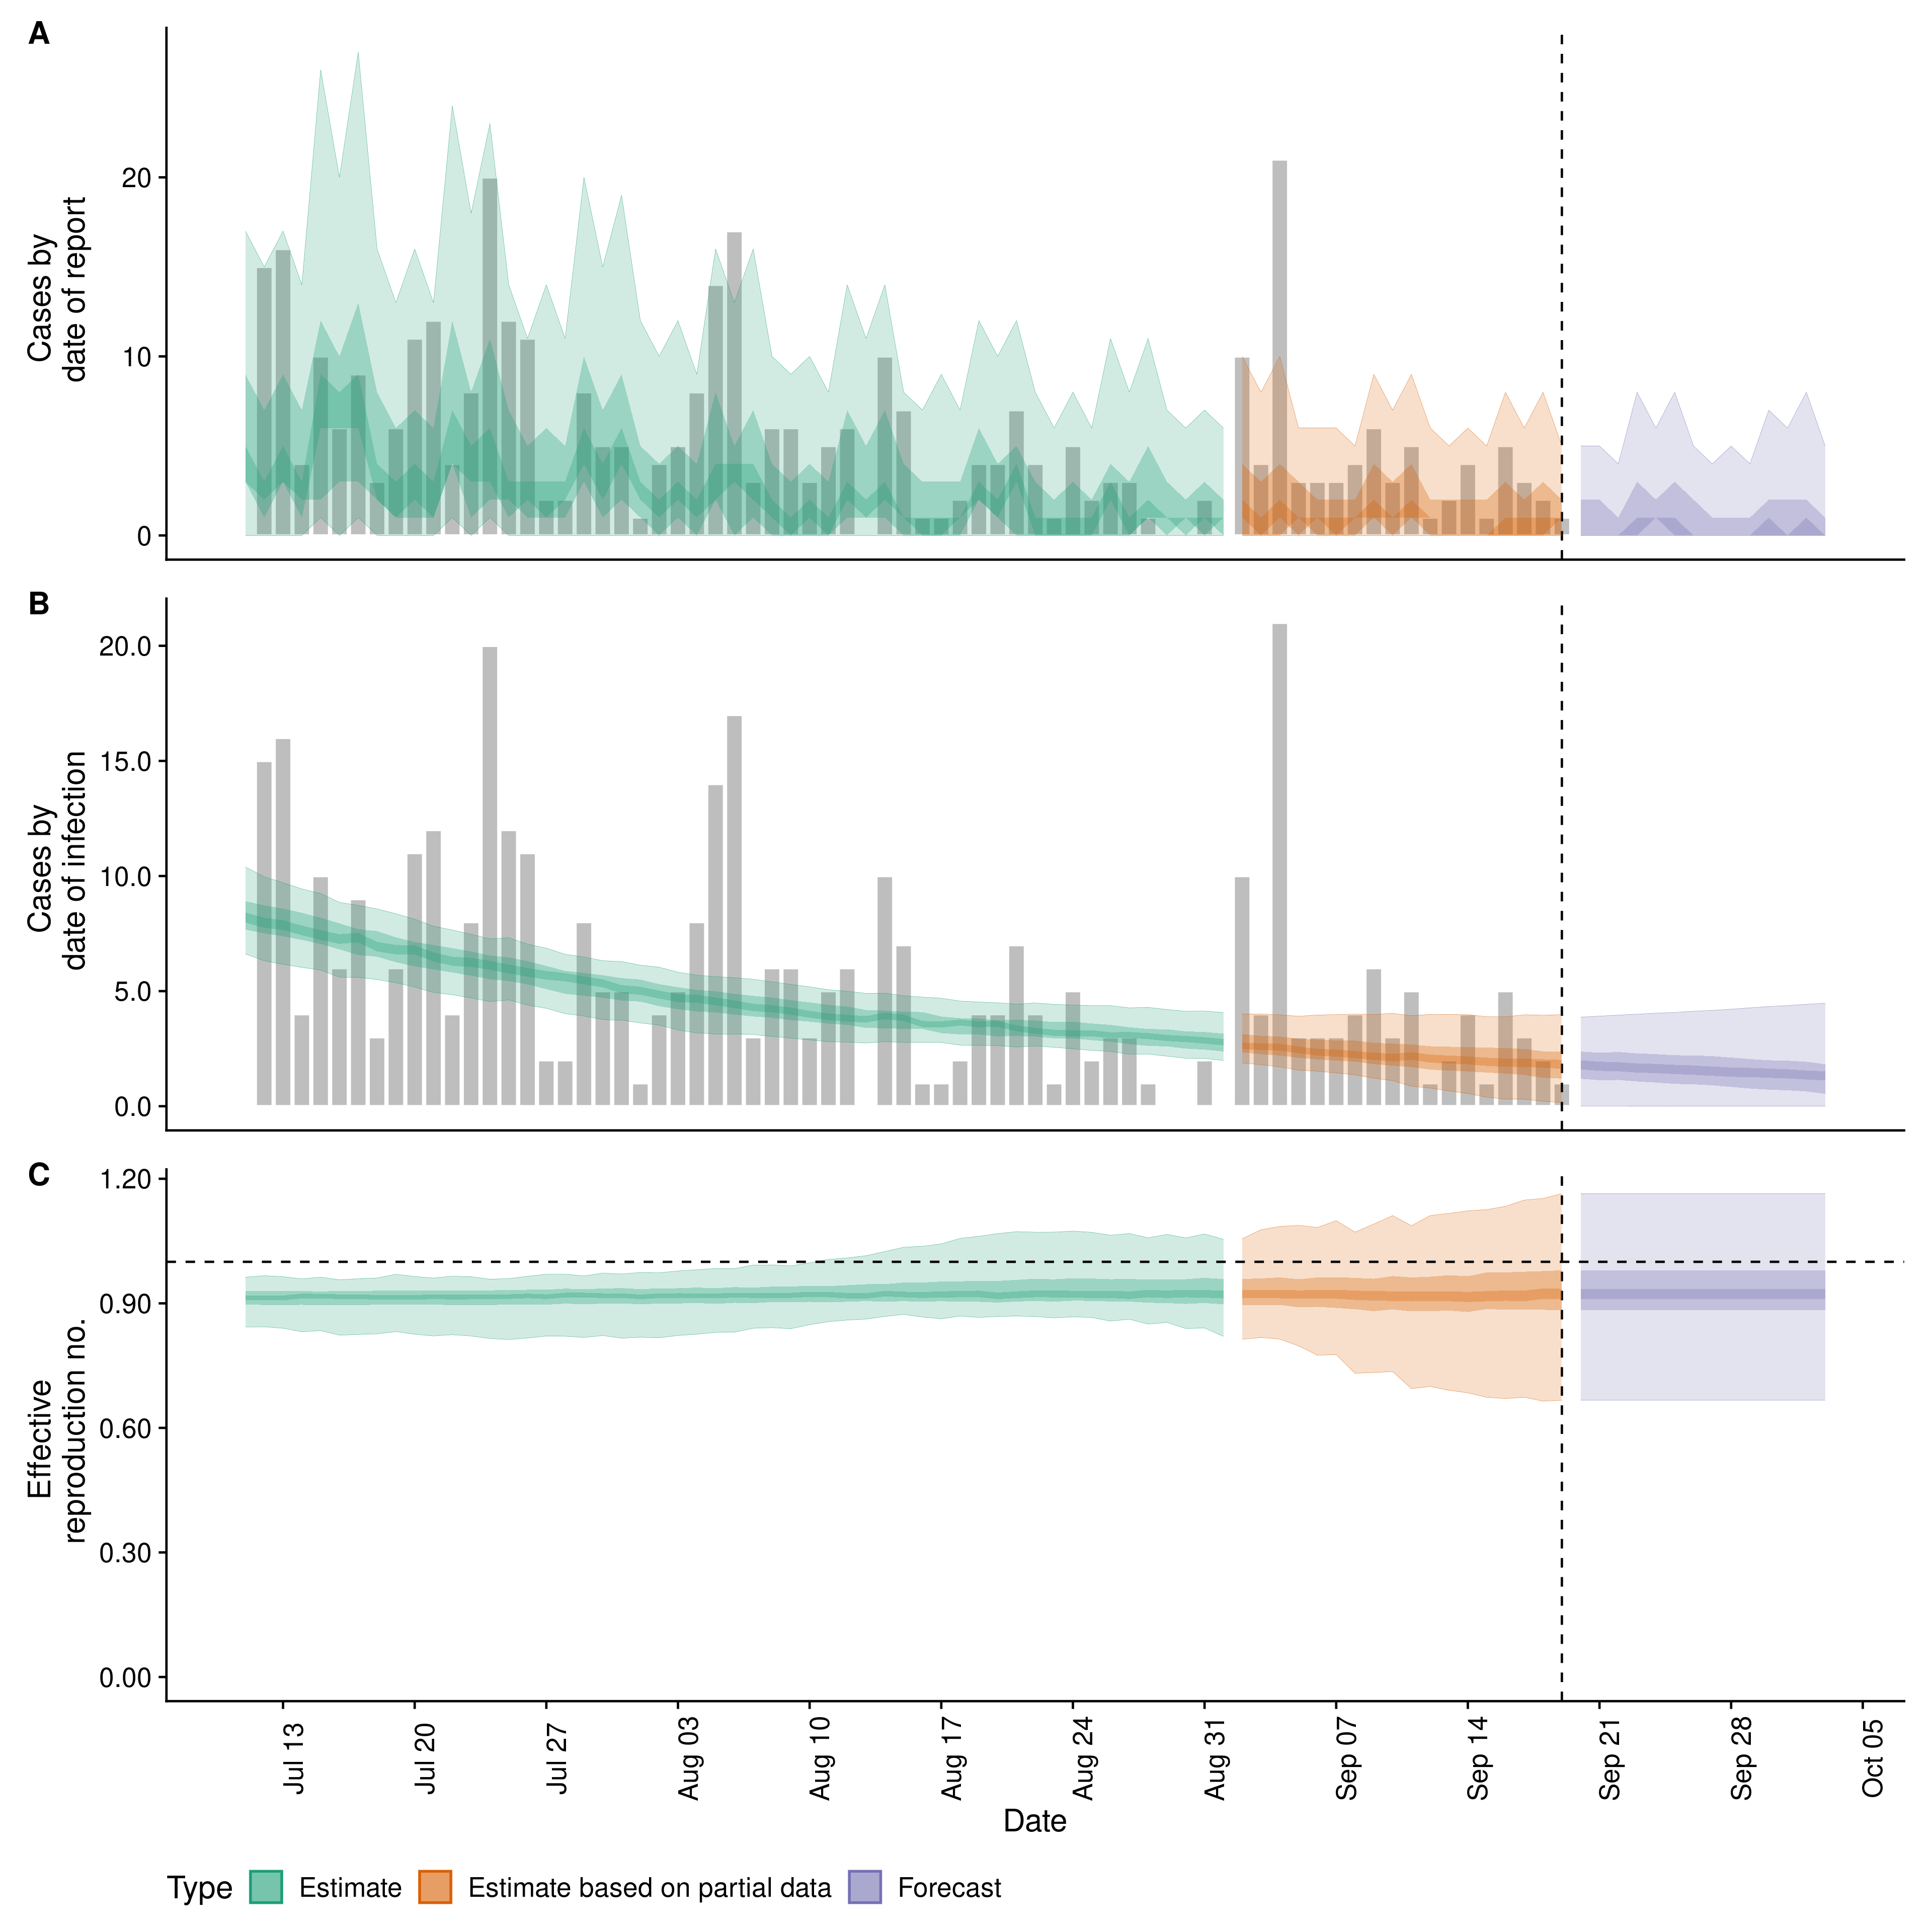 A
Cases by
date of report
20
10
0
B
Cases by
date of infection
20.0
15.0
10.0
5.0
0.0
C
Effective
reproduction no.
1.20
0.90
0.60
0.30
0.00
Jul 13
Jul 20
Jul 27
Aug 03
Aug 10
Aug 17
Aug 24
Aug 31
Sep 07
Sep 14
Sep 21
Sep 28
Oct 05
Date
Type Estimate Estimate based on partial data Forecast